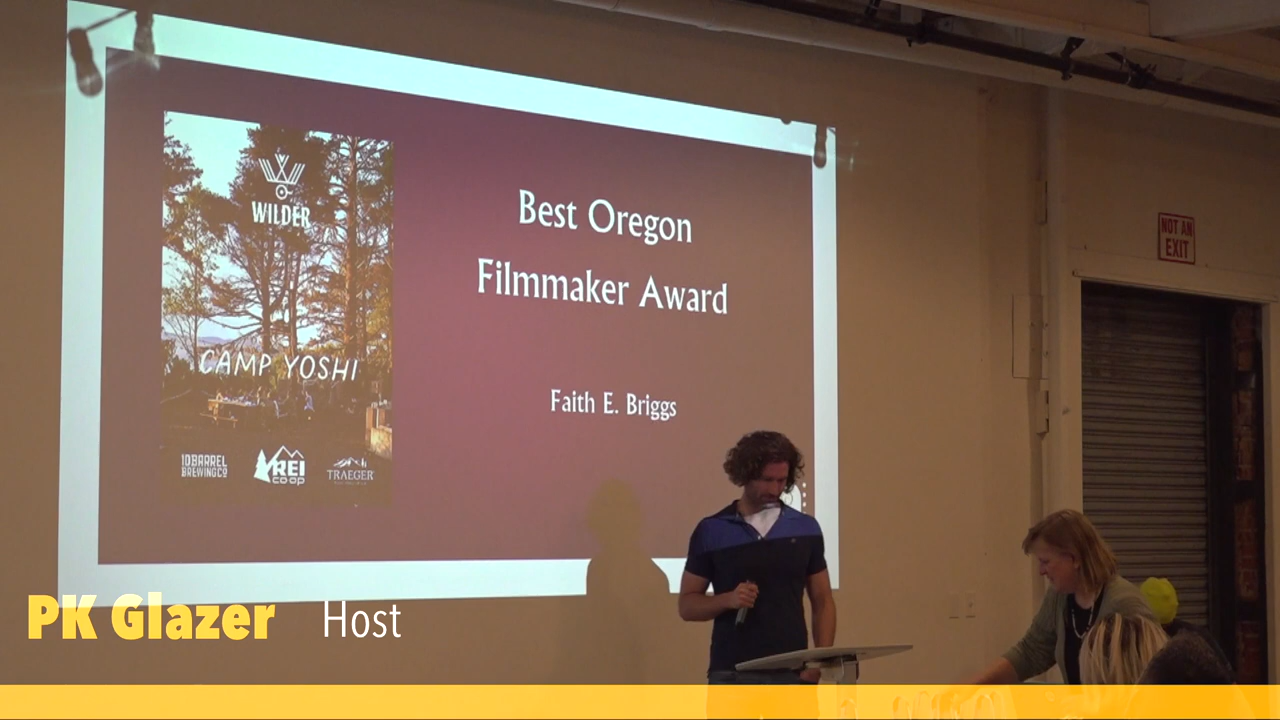 WILDER
CAMP YOSHI
10 BARREL
BREWING CO
REI
CO OP
TRAEGER
Best Oregon
Filmmaker Award
Faith E. Briggs
NOT AN
EXIT
PK Glazer Host